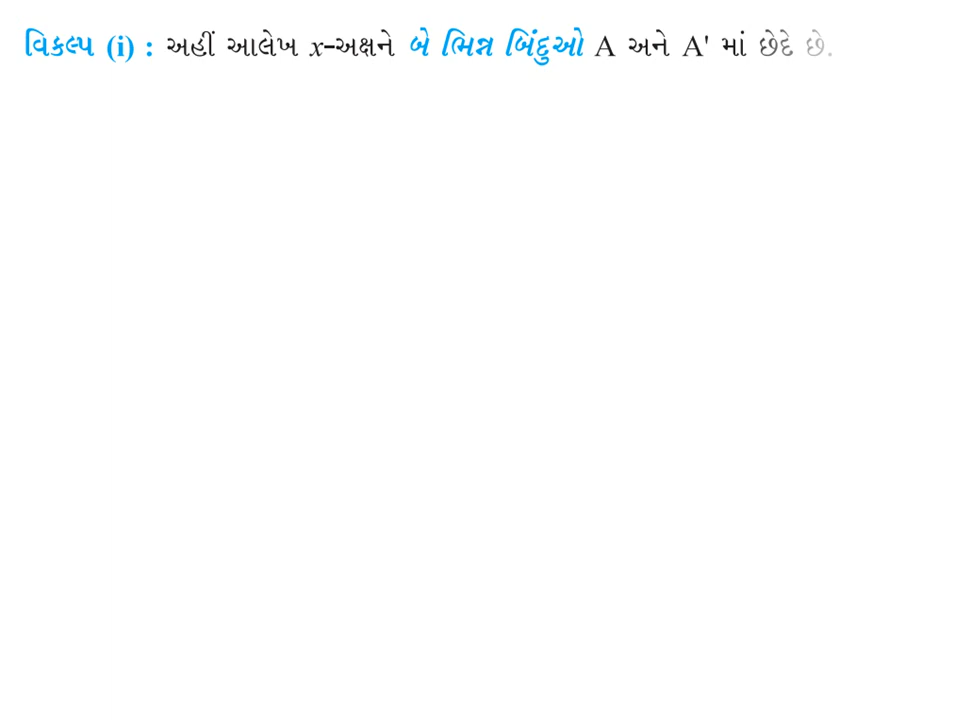 વિકલ્પ (i) : અહીં આલેખ x-અક્ષને બે ભિન્ન બિંદુઓ A અને A' માં છેદે છે.